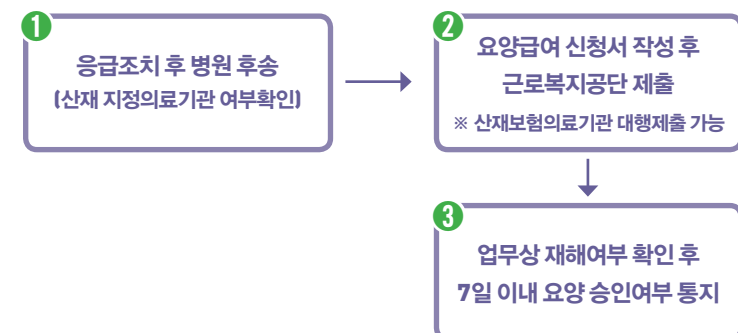 1
응급조치 후 병원 후송
(산재 지정의료기관 여부확인)
2
요양급여 신청서 작성 후
근로복지공단 제출
※ 산재보험의료기관 대행제출 가능
3
업무상 재해여부 확인 후
7일 이내 요양 승인여부 통지